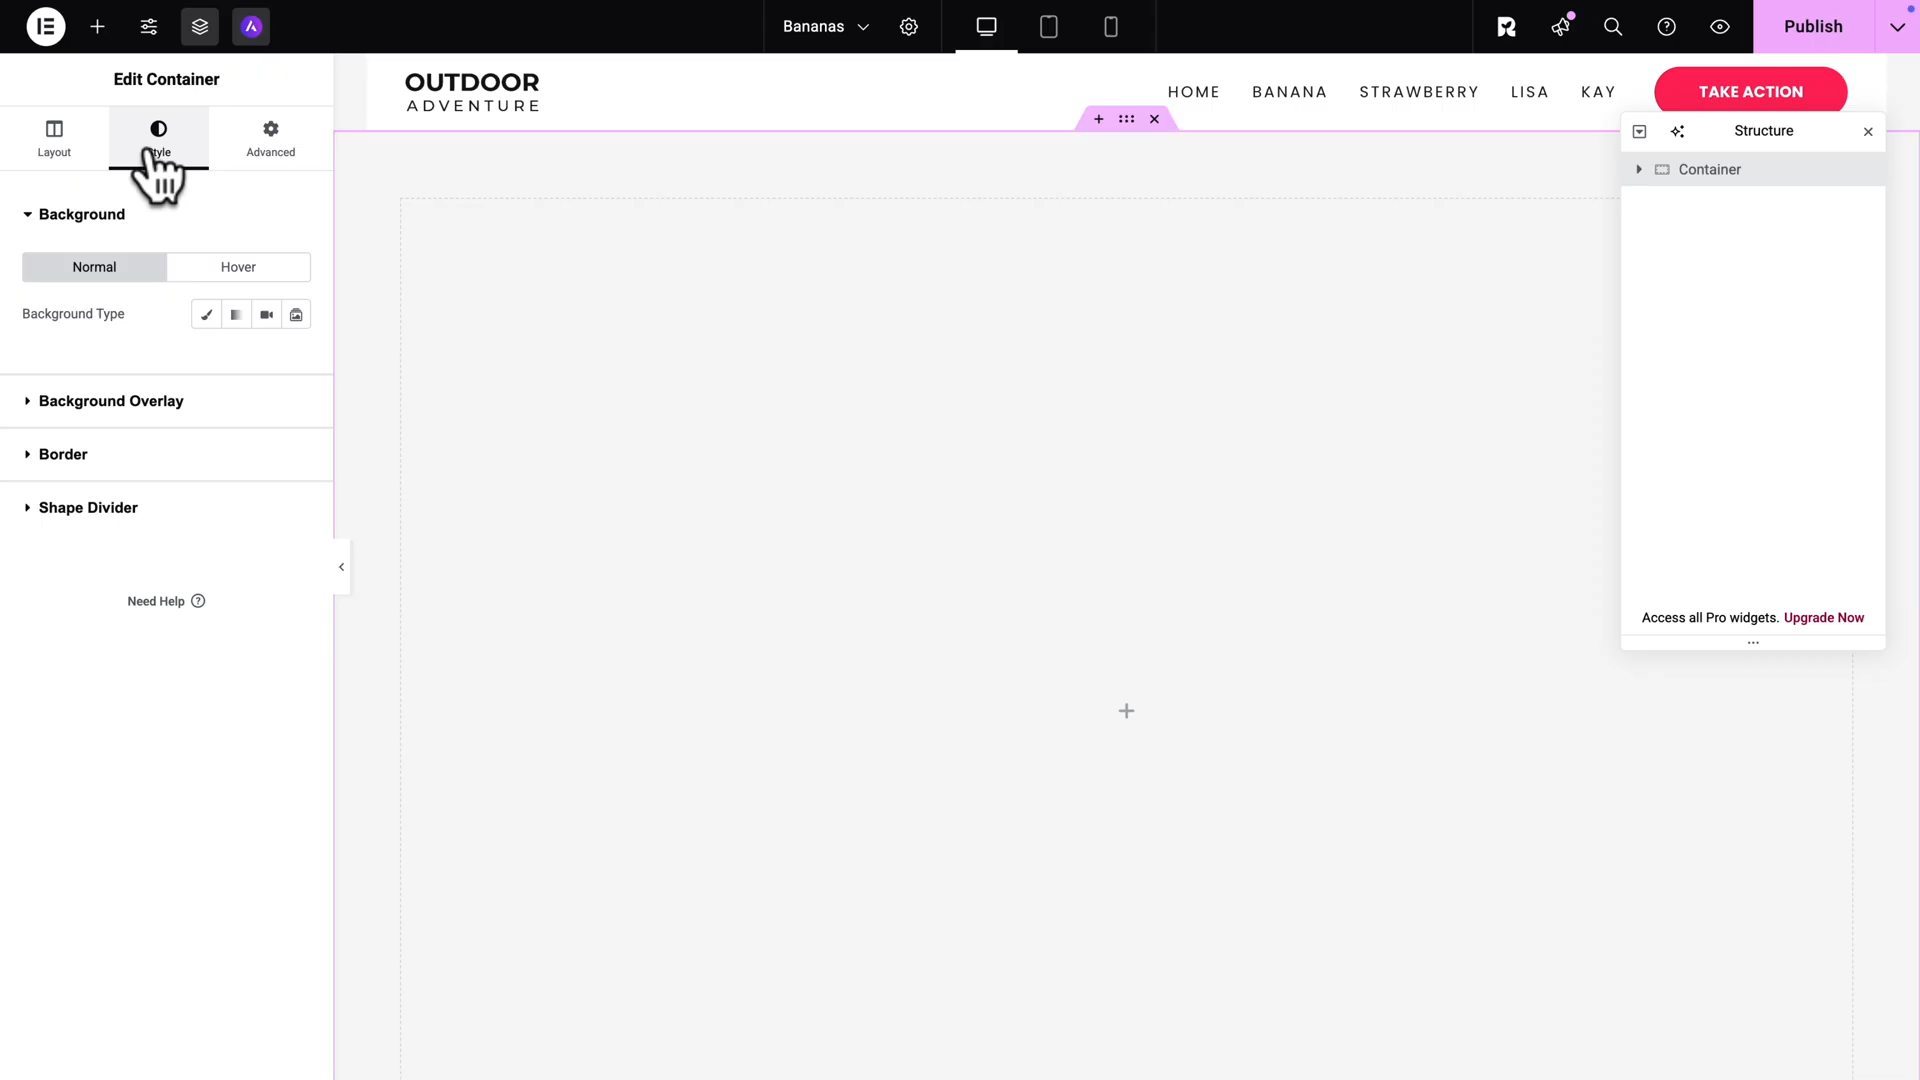 Bananas
Publish
Edit Container
Layout
Advanced
Background
Normal
Hover
Background Type
Background Overlay
Border
Shape Divider
Need Help
OUTDOOR
ADVENTURE
HOME
BANANA
STRAWBERRY
LISA
KAY
TAKE ACTION
Structure
Container
Access all Pro widgets. Upgrade Now